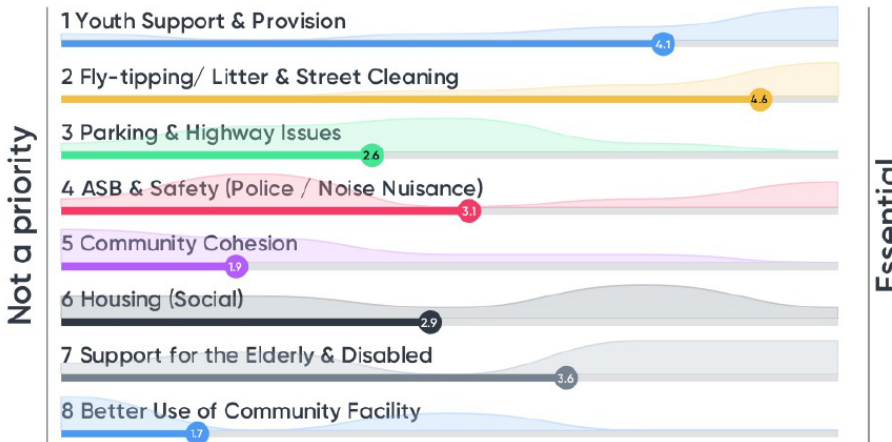 Not a priority
1 Youth Support & Provision
4.1
2 Fly-tipping/ Litter & Street Cleaning
4.6
3 Parking & Highway Issues
2.6
4 ASB & Safety (Police / Noise Nuisance)
3.1
5 Community Cohesion
1.9
6 Housing (Social)
2.9
7 Support for the Elderly & Disabled
3.6
8 Better Use of Community Facility
1.7
Essential